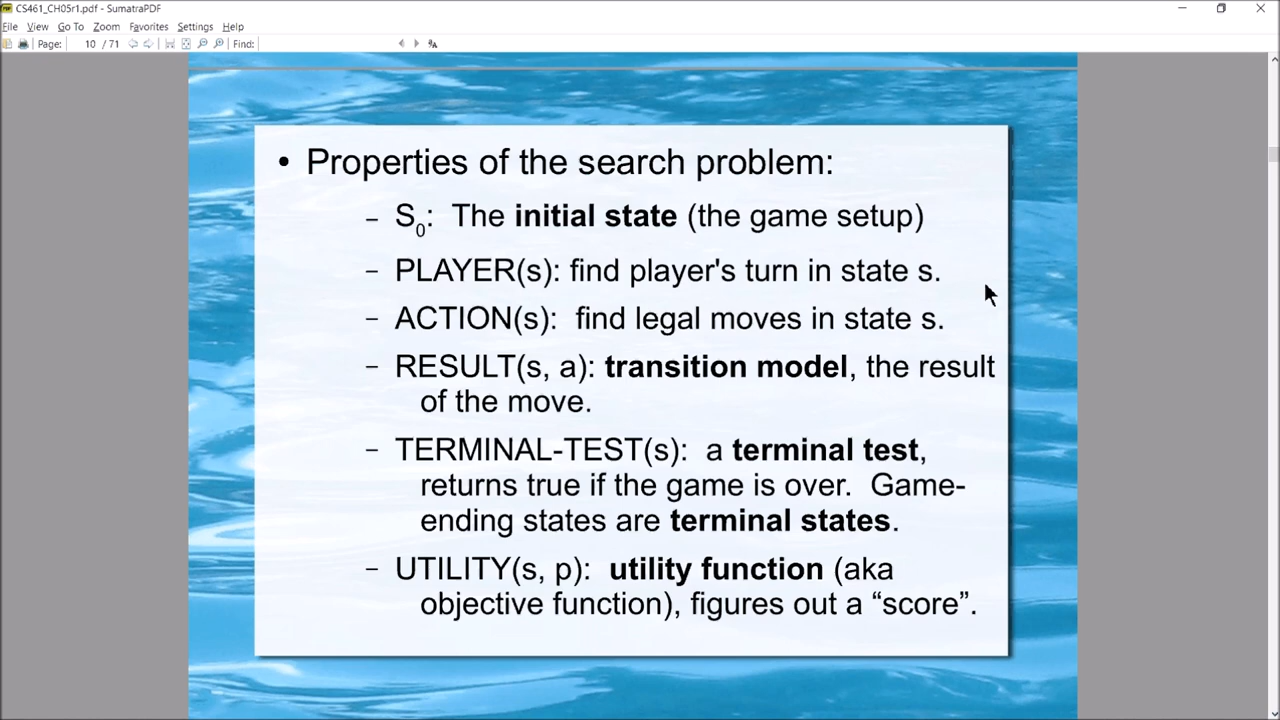 CS461_CH05r1.pdf - SumatraPDF
File View Go To Zoom Favorites Settings Help
Page: 10 / 71 Find:
• Properties of the search problem:
– S0: The initial state (the game setup)
– PLAYER(s): find player's turn in state s.
– ACTION(s): find legal moves in state s.
– RESULT(s, a): transition model, the result
of the move.
– TERMINAL-TEST(s): a terminal test,
returns true if the game is over. Game-
ending states are terminal states.
– UTILITY(s, p): utility function (aka
objective function), figures out a “score”.